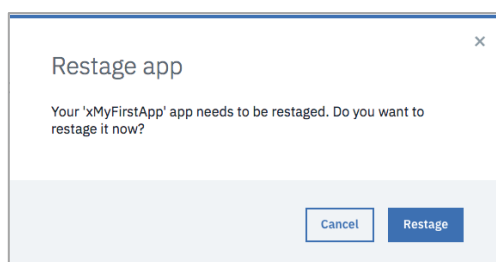 ×
Restage app
Your 'xMyFirstApp' app needs to be restaged. Do you want to
restage it now?
Cancel
Restage